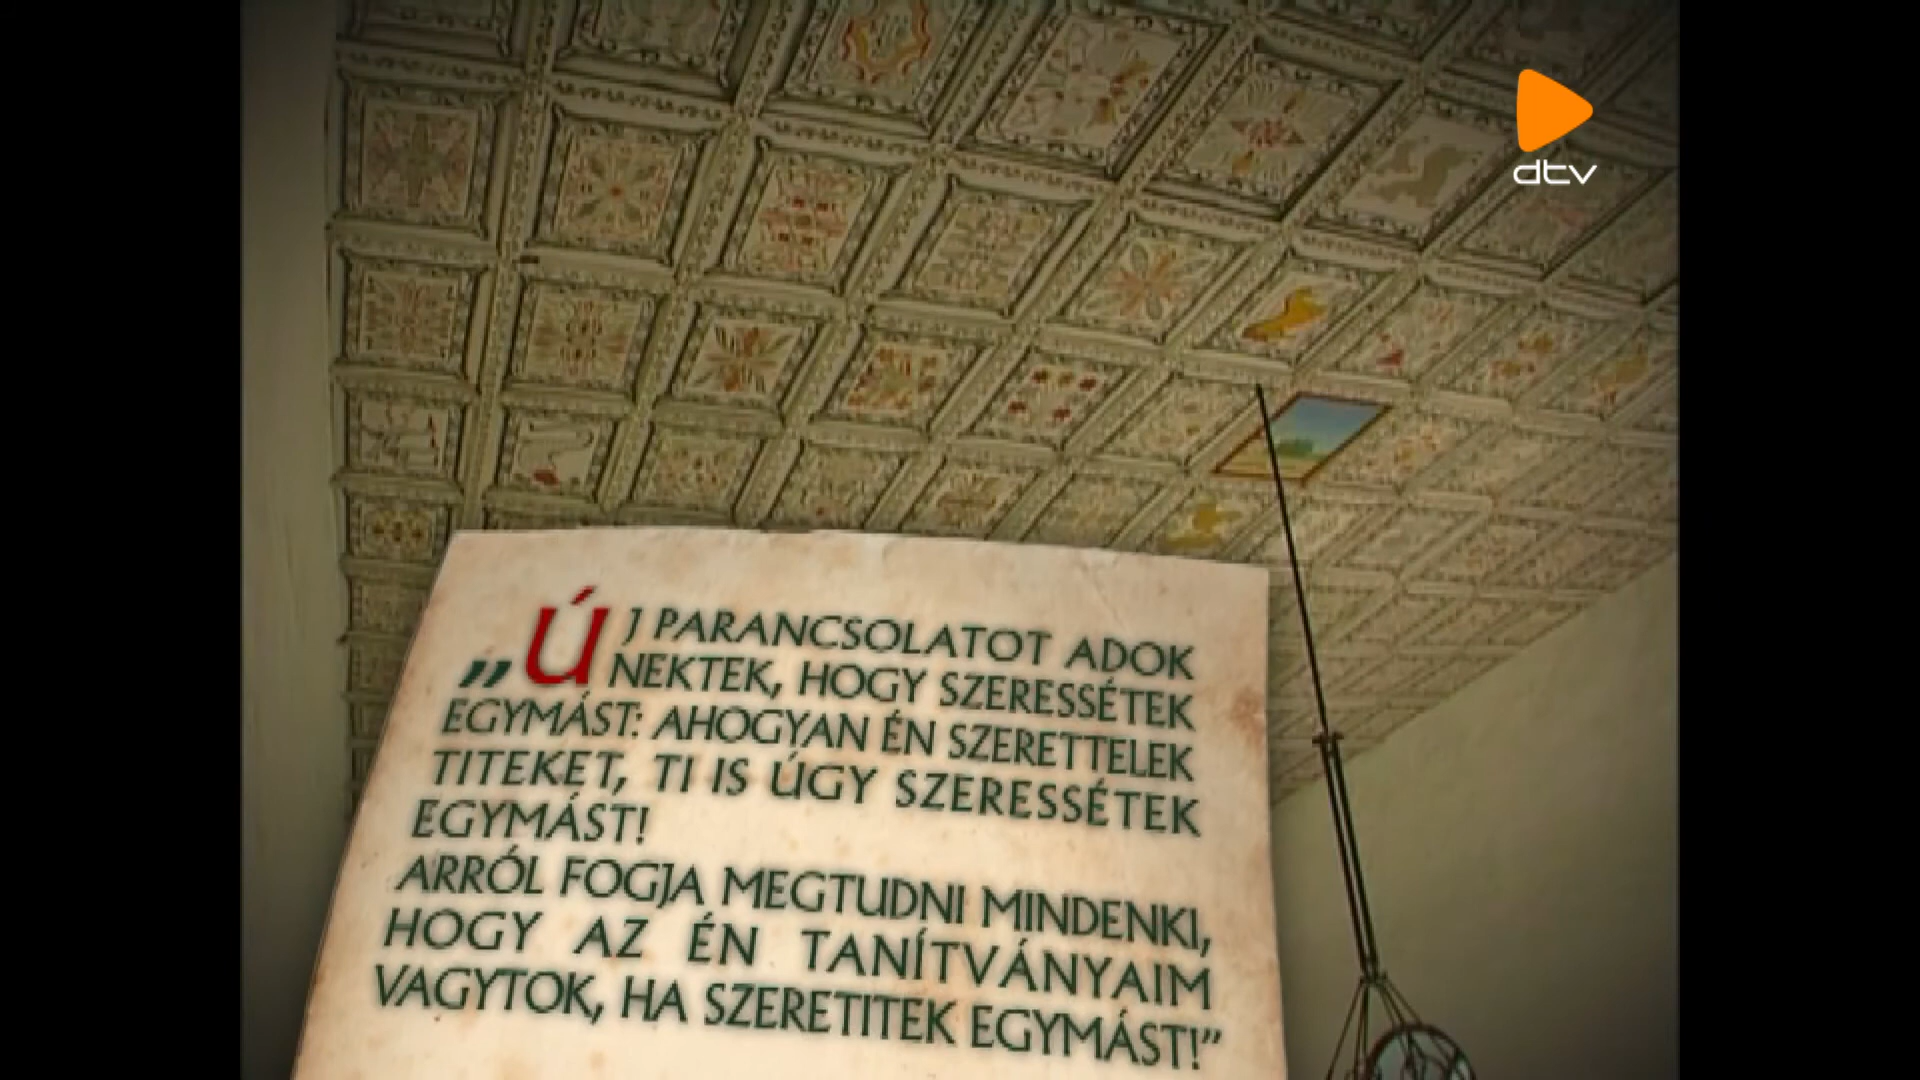 dtv
„ÚJ PARANCSOLATOT ADOK
NEKTEK, HOGY SZERESSÉTEK
EGYMÁST: AHOGYAN ÉN SZERETTELEK
TITEKET, TI IS ÚGY SZERESSÉTEK
EGYMÁST!
ARRÓL FOGJA MEGTUDNI MINDENKI,
HOGY AZ ÉN TANÍTVÁNYAIM
VAGYTOK, HA SZERETITEK EGYMÁST!”